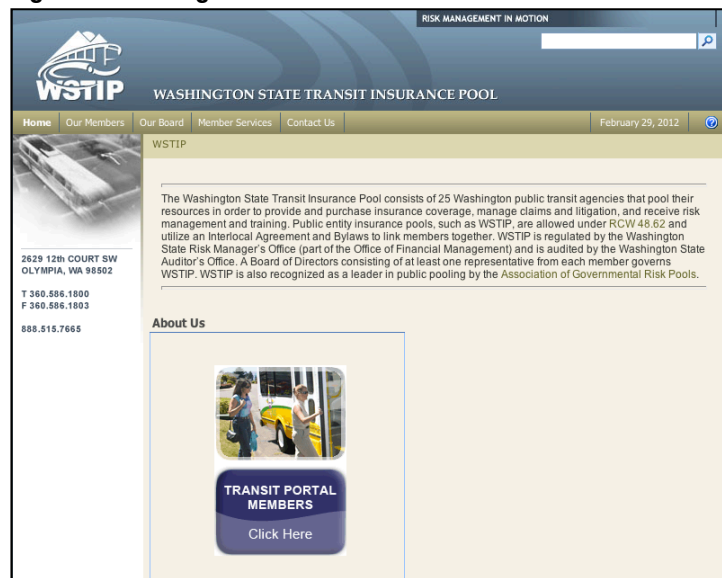 RISK MANAGEMENT IN MOTION
WSTIP
WASHINGTON STATE TRANSIT INSURANCE POOL
Home Our Members Our Board Member Services Contact Us February 29, 2012 ?
WSTIP
The Washington State Transit Insurance Pool consists of 25 Washington public transit agencies that pool their
resources in order to provide and purchase insurance coverage, manage claims and litigation, and receive risk
management and training. Public entity insurance pools, such as WSTIP, are allowed under RCW 48.62 and
utilize an Interlocal Agreement and Bylaws to link members together. WSTIP is regulated by the Washington
State Risk Manager's Office (part of the Office of Financial Management) and is audited by the Washington State
Auditor's Office. A Board of Directors consisting of at least one representative from each member governs
WSTIP. WSTIP is also recognized as a leader in public pooling by the Association of Governmental Risk Pools.
2629 12th COURT SW
OLYMPIA, WA 98502
T 360.586.1800
F 360.586.1803
888.515.7665
About Us
TRANSIT PORTAL
MEMBERS
Click Here